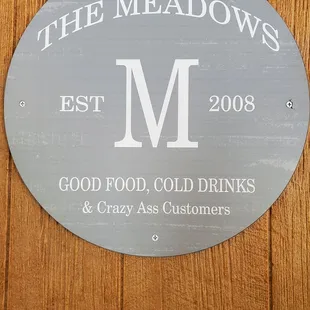 THE MEADOWS
EST M 2008
GOOD FOOD, COLD DRINKS
& Crazy Ass Customers